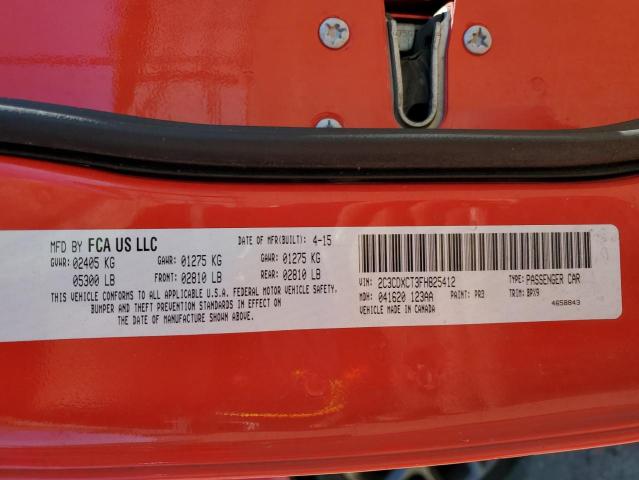 MFD BY FCA US LLC DATE OF MFR(BUILT): 4-15
GVWR: 02405 KG GAWR: 01275 KG GAWR: 01275 KG
05300 LB FRONT: 02810 LB REAR: 02810 LB
THIS VEHICLE CONFORMS TO ALL APPLICABLE U.S.A. FEDERAL MOTOR VEHICLE SAFETY,
BUMPER AND THEFT PREVENTION STANDARDS IN EFFECT ON
THE DATE OF MANUFACTURE SHOWN ABOVE.
VIN: 2C3CDXCT3FH825412 TYPE: PASSENGER CAR
MDH: 041620 123AA PAINT: PR3 TRIM: BPX9
VEHICLE MADE IN CANADA 4658843